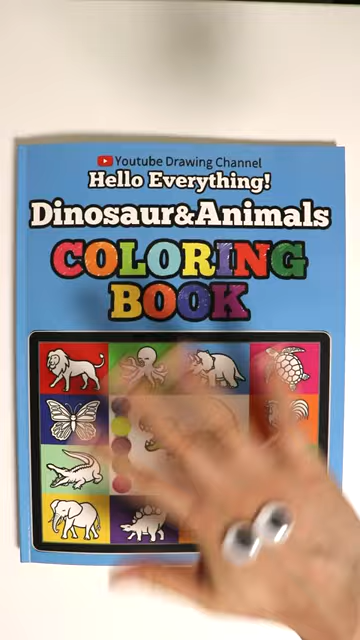 Youtube Drawing Channel
Hello Everything!
Dinosaur&Animals
COLORING
BOOK